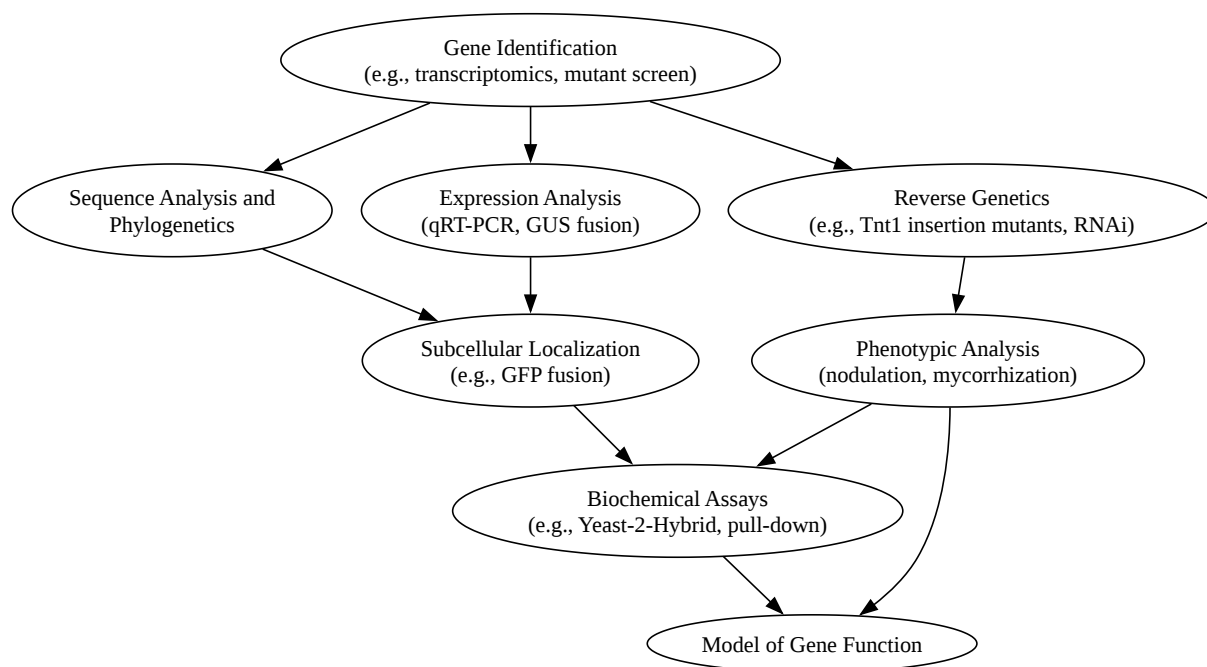 Gene Identification
(e.g., transcriptomics, mutant screen)
Sequence Analysis and
Phylogenetics
Expression Analysis
(qRT-PCR, GUS fusion)
Reverse Genetics
(e.g., Tnt1 insertion mutants, RNAi)
Subcellular Localization
(e.g., GFP fusion)
Phenotypic Analysis
(nodulation, mycorrhization)
Biochemical Assays
(e.g., Yeast-2-Hybrid, pull-down)
Model of Gene Function